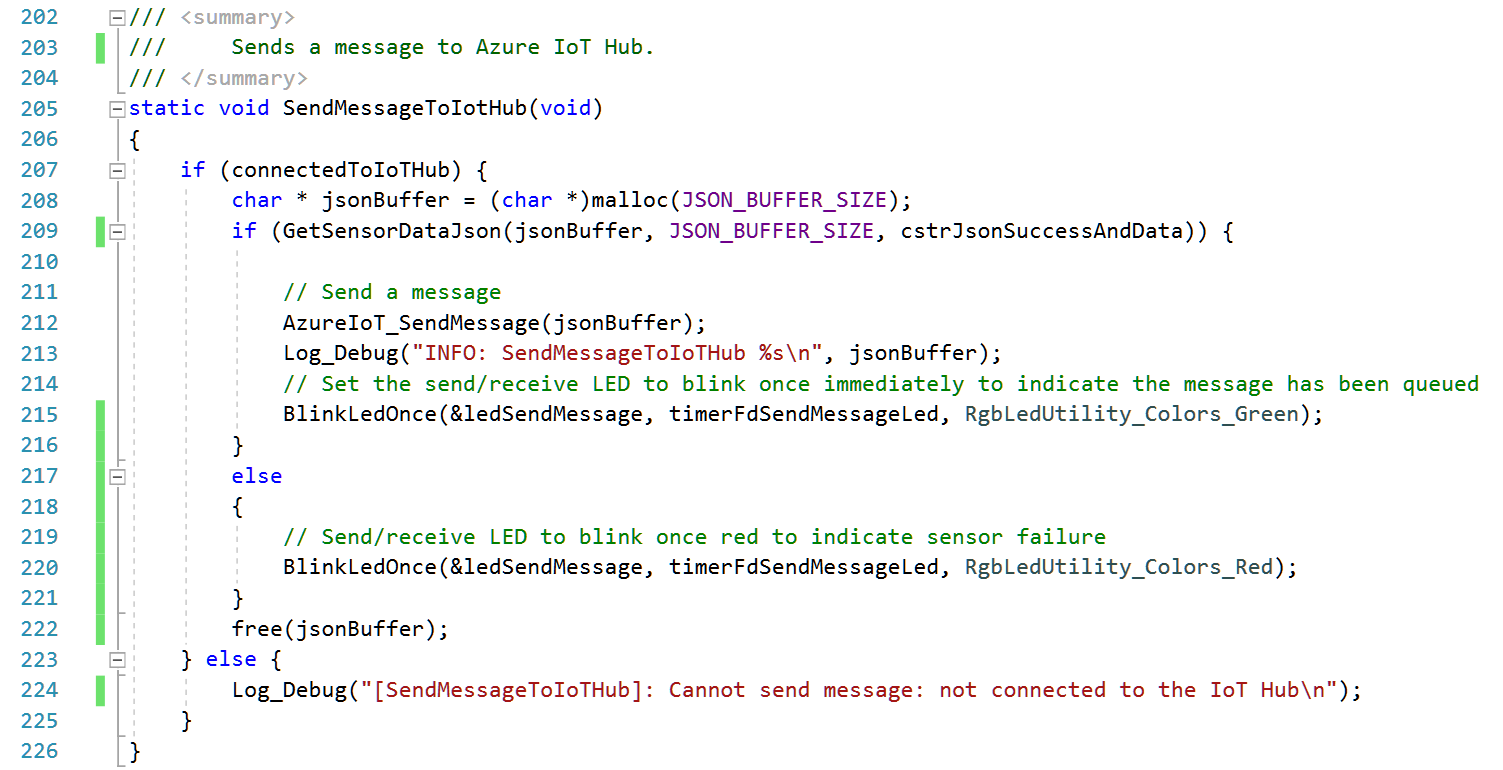 202 /// <summary>
203 ///     Sends a message to Azure IoT Hub.
204 /// </summary>
205 static void SendMessageToIotHub(void)
206 {
207     if (connectedToIoTHub) {
208         char * jsonBuffer = (char *)malloc(JSON_BUFFER_SIZE);
209         if (GetSensorDataJson(jsonBuffer, JSON_BUFFER_SIZE, cstrJsonSuccessAndData)) {
210
211             // Send a message
212             AzureIoT_SendMessage(jsonBuffer);
213             Log_Debug("INFO: SendMessageToIoTHub %s\n", jsonBuffer);
214             // Set the send/receive LED to blink once immediately to indicate the message has been queued
215             BlinkLedOnce(&ledSendMessage, timerFdSendMessageLed, RgbLedUtility_Colors_Green);
216         }
217         else
218         {
219             // Send/receive LED to blink once red to indicate sensor failure
220             BlinkLedOnce(&ledSendMessage, timerFdSendMessageLed, RgbLedUtility_Colors_Red);
221         }
222         free(jsonBuffer);
223     } else {
224         Log_Debug("[SendMessageToIoTHub]: Cannot send message: not connected to the IoT Hub\n");
225     }
226 }